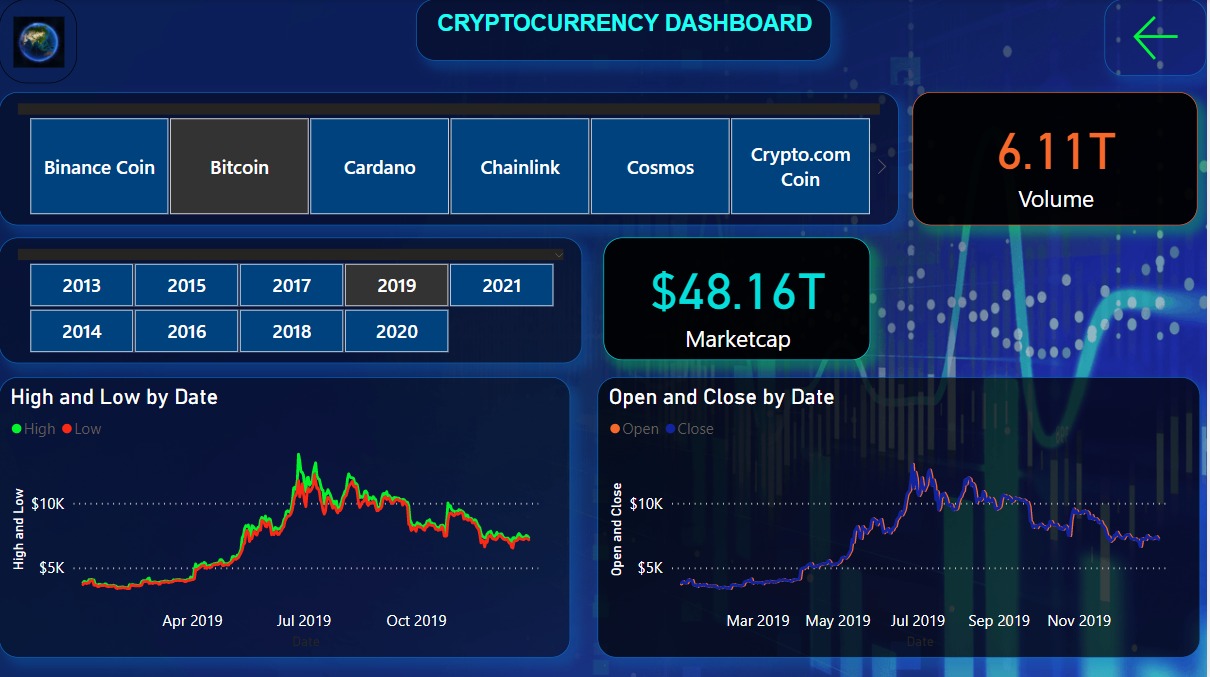 CRYPTOCURRENCY DASHBOARD
Binance Coin
Bitcoin
Cardano
Chainlink
Cosmos
Crypto.com
Coin
6.11T
Volume
2013
2015
2017
2019
2021
2014
2016
2018
2020
$48.16T
Marketcap
High and Low by Date
High Low
High and Low
$10K
$5K
Apr 2019
Jul 2019
Oct 2019
Date
Open and Close by Date
Open Close
Open and Close
$10K
$5K
Mar 2019
May 2019
Jul 2019
Sep 2019
Nov 2019
Date